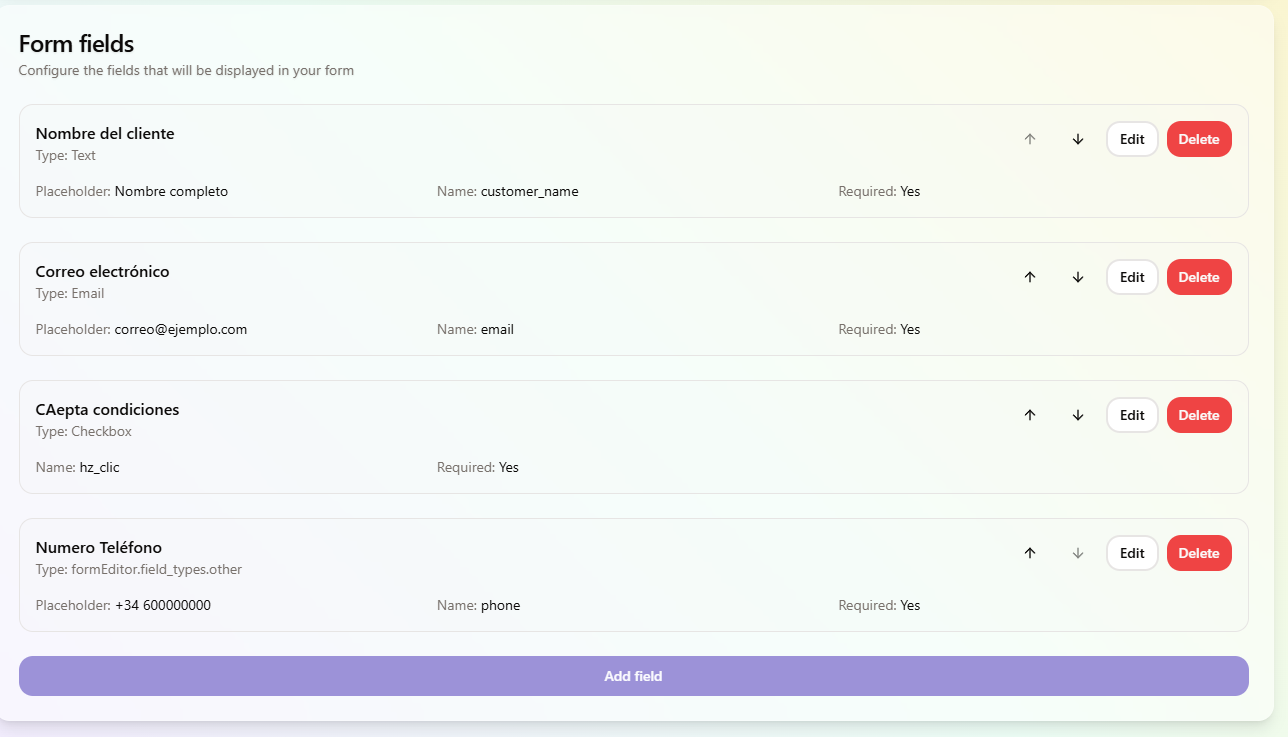 Form fields
Configure the fields that will be displayed in your form
Nombre del cliente
Type: Text
Edit
Delete
Placeholder: Nombre completo
Name: customer_name
Required: Yes
Correo electrónico
Type: Email
Edit
Delete
Placeholder: correo@ejemplo.com
Name: email
Required: Yes
CAepta condiciones
Type: Checkbox
Edit
Delete
Name: hz_clic
Required: Yes
Numero Teléfono
Type: formEditor.field_types.other
Edit
Delete
Placeholder: +34 600000000
Name: phone
Required: Yes
Add field